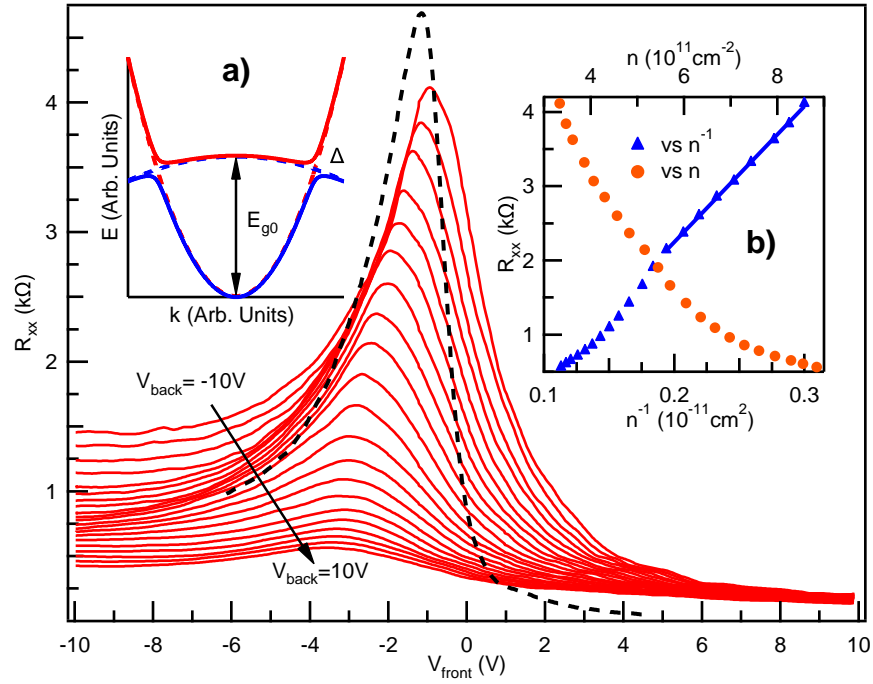 n (10^11 cm^-2)
4 6 8
a)
E (Arb. Units)
Δ
E_g0
k (Arb. Units)
vs n^-1
vs n
b)
R_xx (kΩ)
4
3
2
1
0.1 0.2 0.3
n^-1 (10^-11 cm^2)
R_xx (kΩ)
4
3
2
1
V_back= -10V
V_back=10V
-10 -8 -6 -4 -2 0 2 4 6 8 10
V_front (V)